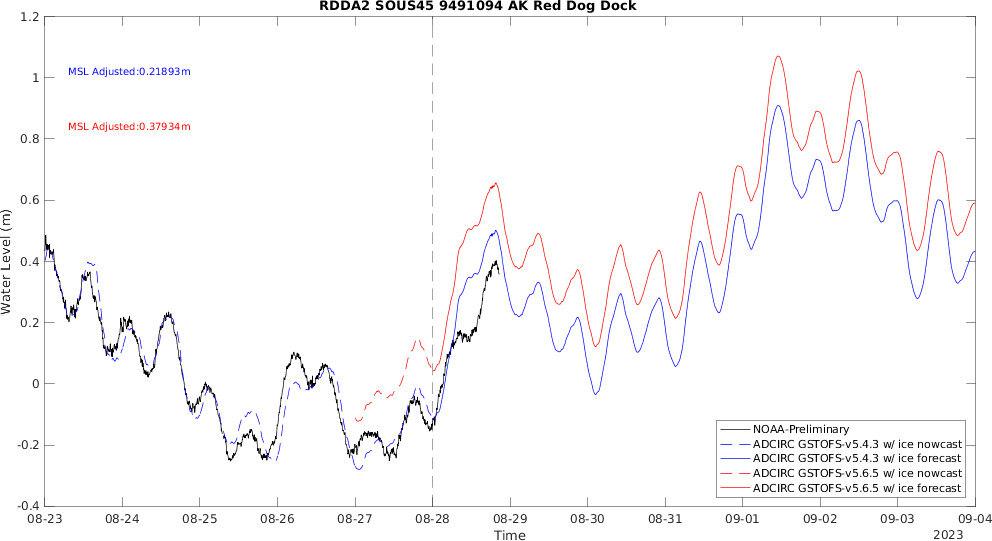 RDDA2 SOUS45 9491094 AK Red Dog Dock
1.2
1
0.8
0.6
0.4
0.2
0
-0.2
-0.4
Water Level (m)
MSL Adjusted:0.21893m
MSL Adjusted:0.37934m
NOAA-Preliminary
ADCIRC GSTOFS-v5.4.3 w/ ice nowcast
ADCIRC GSTOFS-v5.4.3 w/ ice forecast
ADCIRC GSTOFS-v5.6.5 w/ ice nowcast
ADCIRC GSTOFS-v5.6.5 w/ ice forecast
08-23 08-24 08-25 08-26 08-27 08-28 08-29 08-30 08-31 09-01 09-02 09-03 09-04
Time
2023